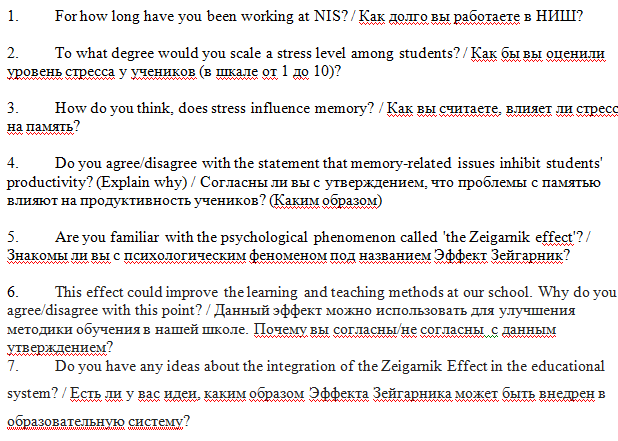 1. For how long have you been working at NIS? / Как долго вы работаете в НИШ?
2. To what degree would you scale a stress level among students? / Как бы вы оценили
уровень стресса у учеников (в шкале от 1 до 10)?
3. How do you think, does stress influence memory? / Как вы считаете, влияет ли стресс
на память?
4. Do you agree/disagree with the statement that memory-related issues inhibit students'
productivity? (Explain why) / Согласны ли вы с утверждением, что проблемы с памятью
влияют на продуктивность учеников? (Каким образом)
5. Are you familiar with the psychological phenomenon called 'the Zeigarnik effect'? /
Знакомы ли вы с психологическим феноменом под названием Эффект Зейгарник?
6. This effect could improve the learning and teaching methods at our school. Why do you
agree/disagree with this point? / Данный эффект можно использовать для улучшения
методики обучения в нашей школе. Почему вы согласны/не согласны с данным
утверждением?
7. Do you have any ideas about the integration of the Zeigarnik Effect in the educational
system? / Есть ли у вас идеи, каким образом Эффекта Зейгарника может быть внедрен в
образовательную систему?